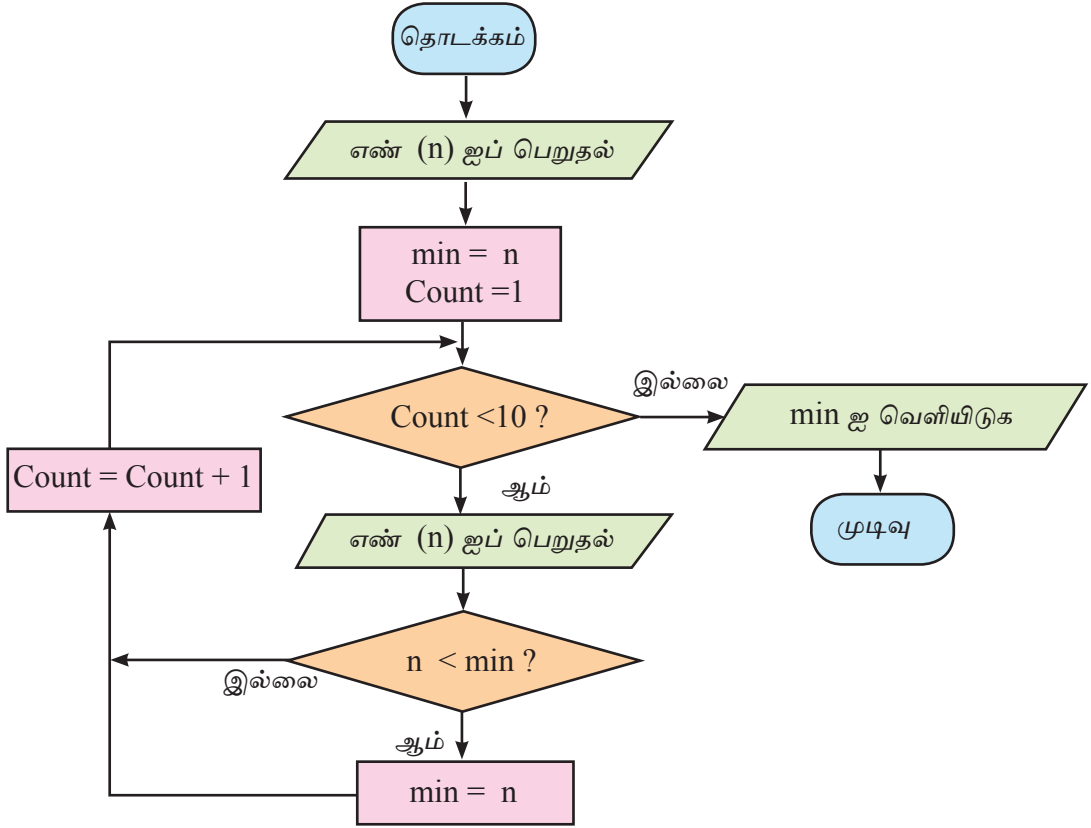 தொடக்கம்
எண் (n) ஐப் பெறுதல்
min = n
Count =1
Count <10 ?
இல்லை
min ஐ வெளியிடுக
முடிவு
ஆம்
Count = Count + 1
எண் (n) ஐப் பெறுதல்
n < min ?
இல்லை
ஆம்
min = n